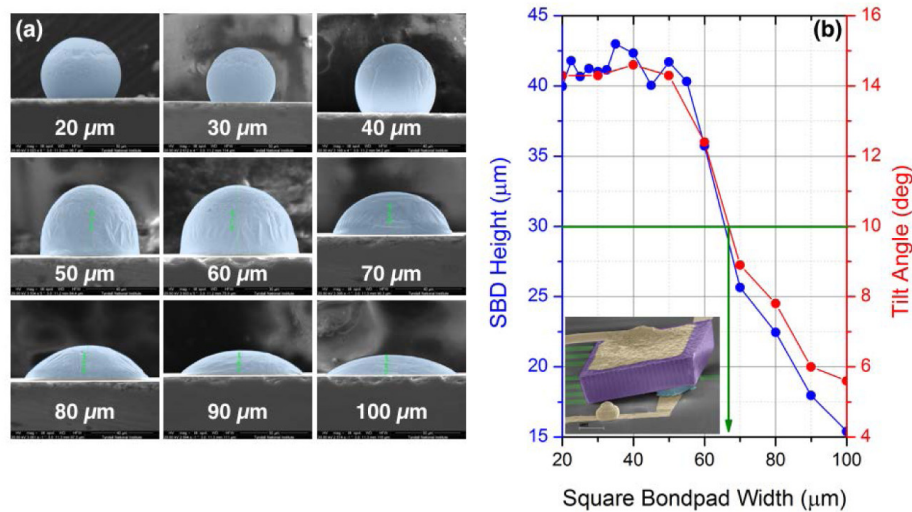 (a)
20 µm
30 µm
40 µm
50 µm
60 µm
70 µm
80 µm
90 µm
100 µm
(b)
SBD Height (µm)
45
40
35
30
25
20
15
Tilt Angle (deg)
16
14
12
10
8
6
4
20
40
60
80
100
Square Bondpad Width (µm)